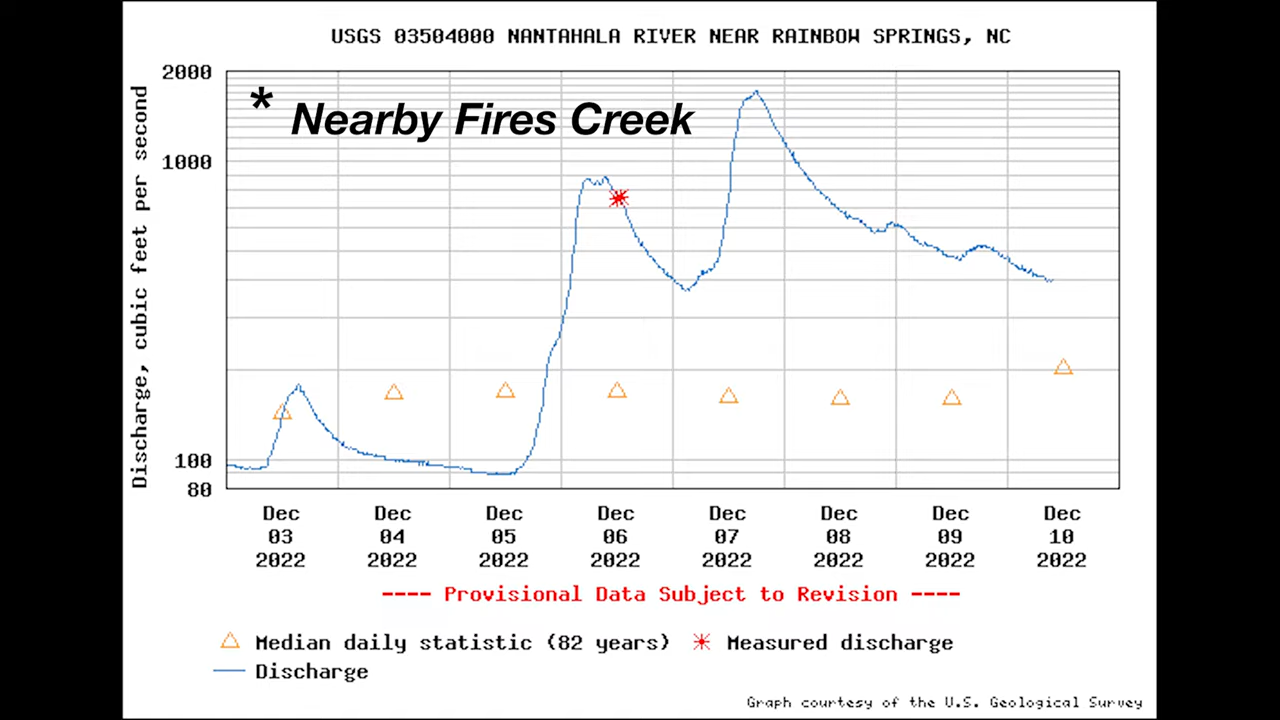 USGS 03504000 NANTAHALA RIVER NEAR RAINBOW SPRINGS, NC
* Nearby Fires Creek
Discharge, cubic feet per second
2000
1000
100
80
Dec Dec Dec Dec Dec Dec Dec Dec
03 04 05 06 07 08 09 10
2022 2022 2022 2022 2022 2022 2022 2022
---- Provisional Data Subject to Revision ----
Median daily statistic (82 years) Measured discharge
Discharge
Graph courtesy of the U.S. Geological Survey